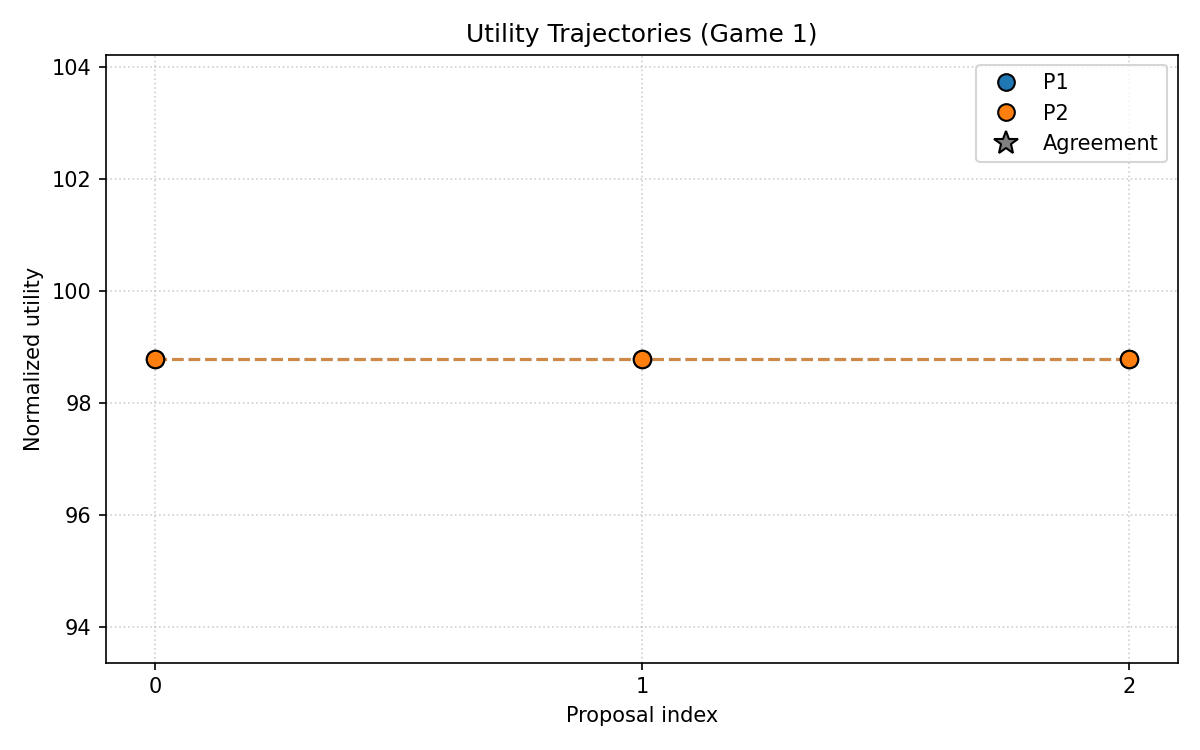 Utility Trajectories (Game 1)
P1
P2
Agreement
Normalized utility
104
102
100
98
96
94
0
1
2
Proposal index